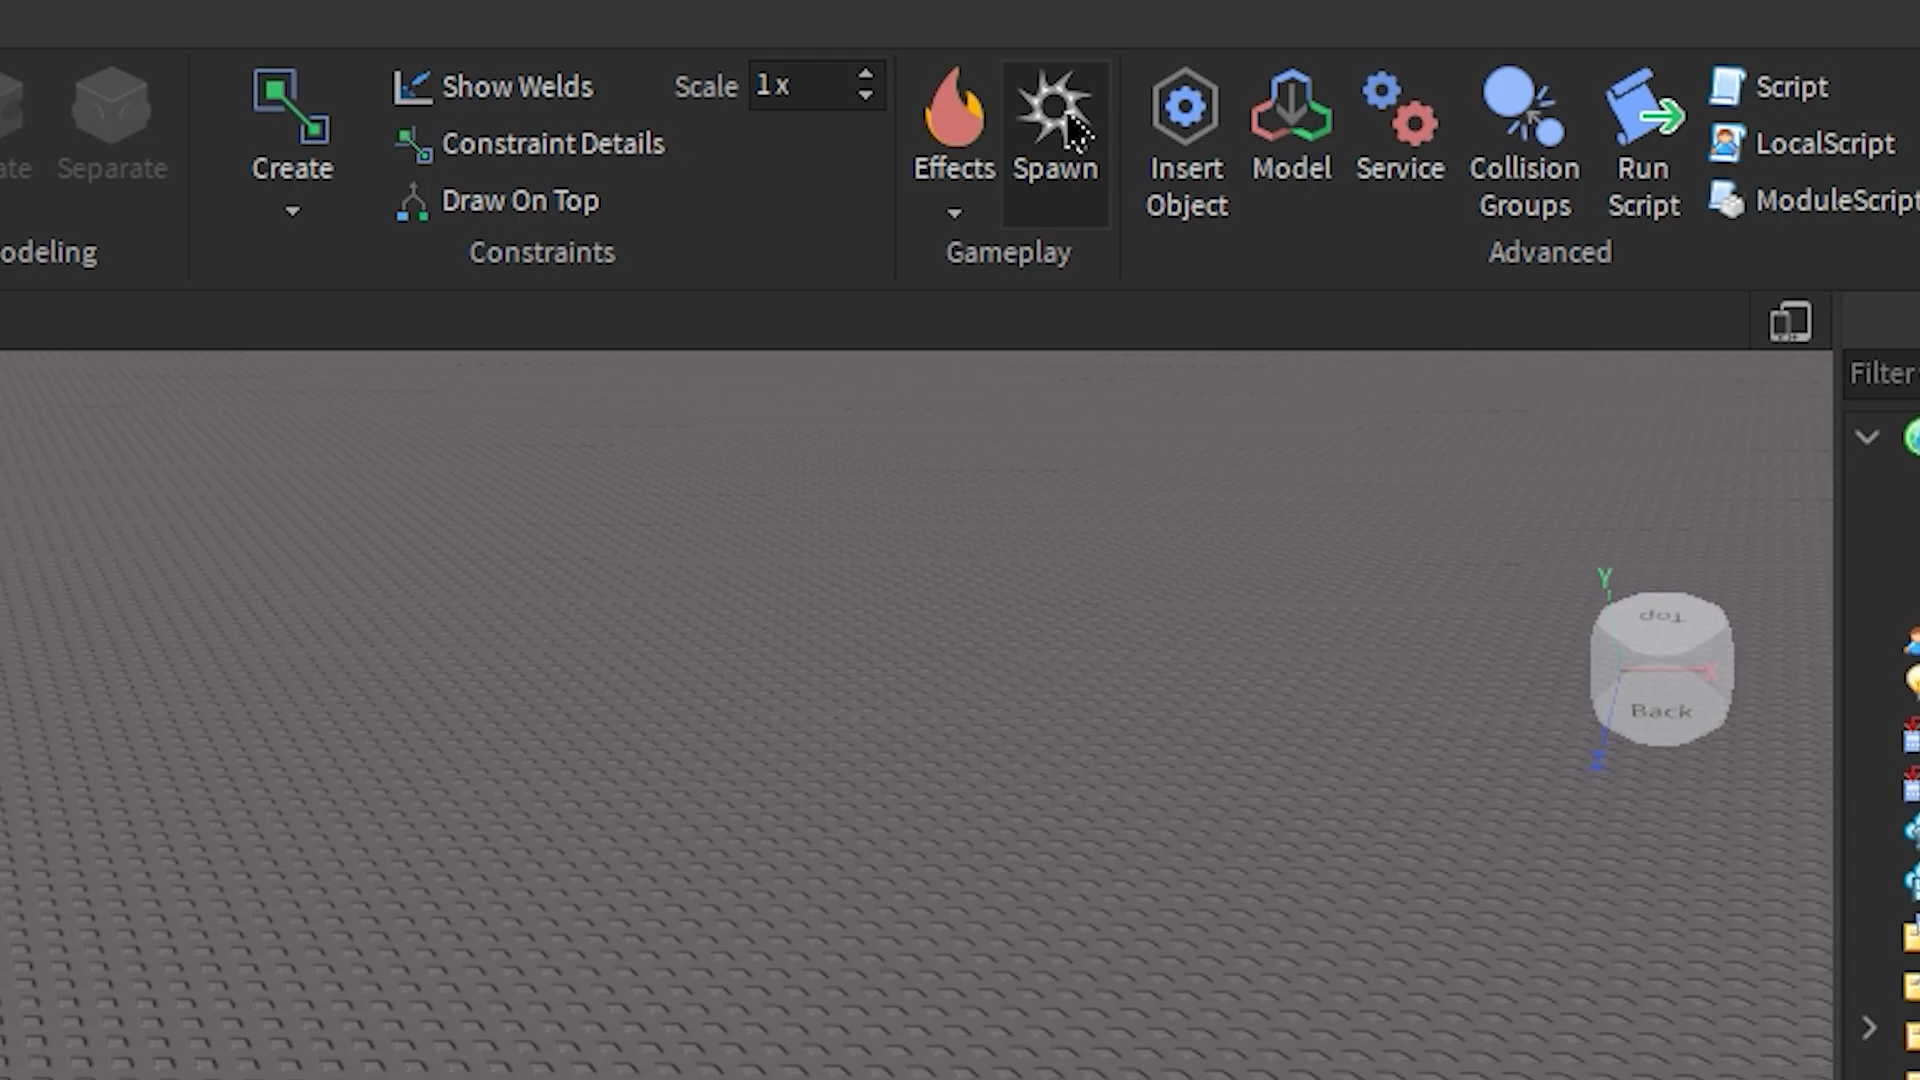 ate
Separate
odeling
Create
Show Welds
Scale
1x
Constraint Details
Draw On Top
Constraints
Effects
Spawn
Gameplay
Insert
Object
Model
Service
Collision
Groups
Run
Script
Script
LocalScript
ModuleScript
Advanced
Filter
Y
Top
X
Back
Z